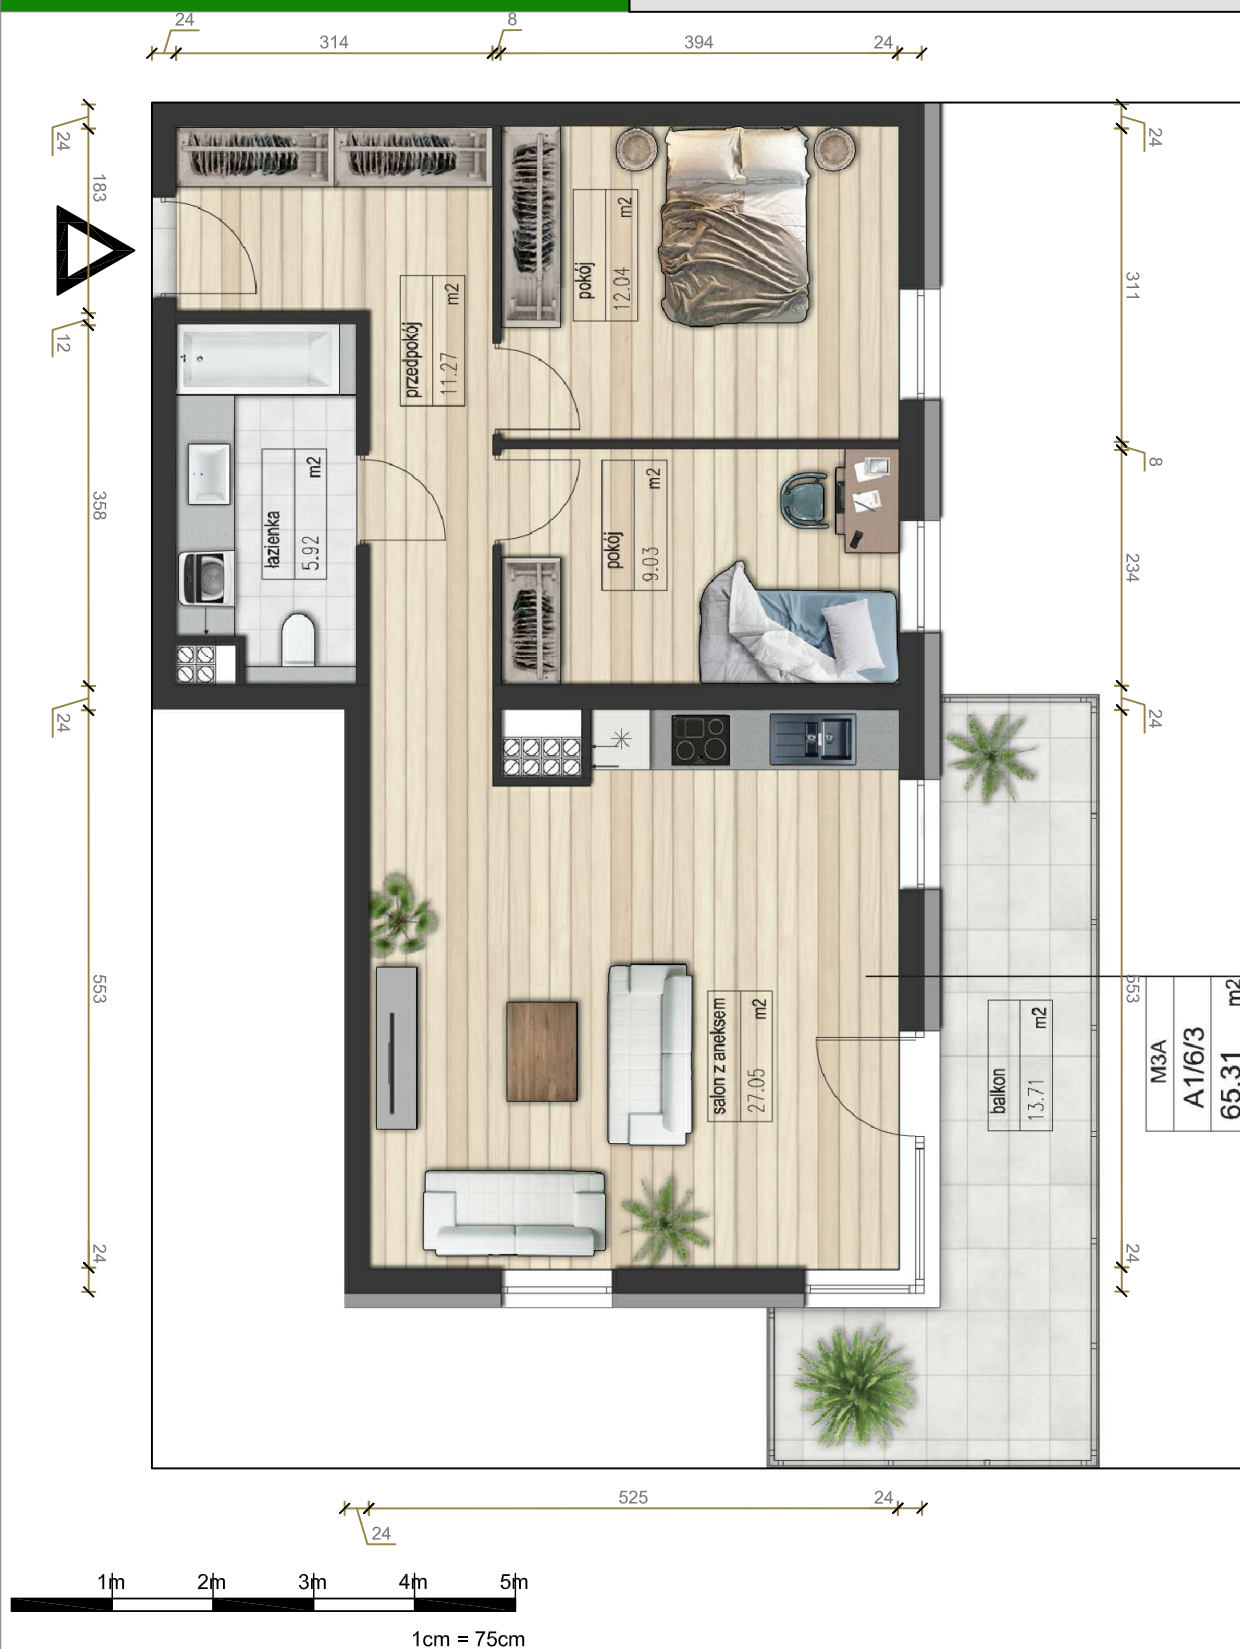 24
314
8
394
24
24
183
12
358
24
553
24
24
311
8
234
24
553
24
pokój
12.04 m2
przedpokój
11.27 m2
łazienka
5.92 m2
pokój
9.03 m2
salon z aneksem
27.05 m2
balkon
13.71 m2
M3A
A1/6/3
65.31 m2
525
24
24
1m 2m 3m 4m 5m
1cm = 75cm